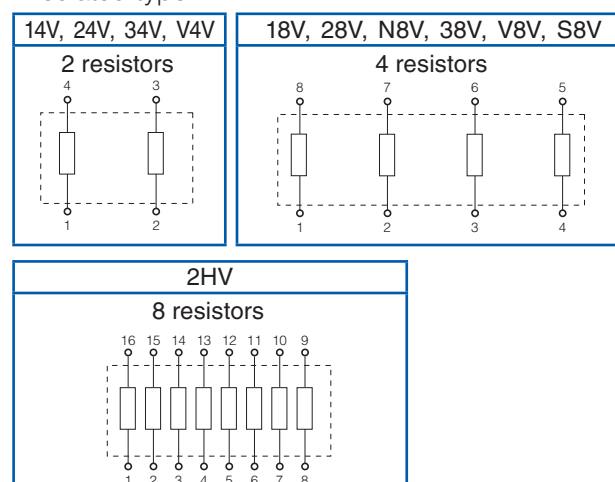 14V, 24V, 34V, V4V
2 resistors
4 3
1 2
18V, 28V, N8V, 38V, V8V, S8V
4 resistors
8 7 6 5
1 2 3 4
2HV
8 resistors
16 15 14 13 12 11 10 9
1 2 3 4 5 6 7 8